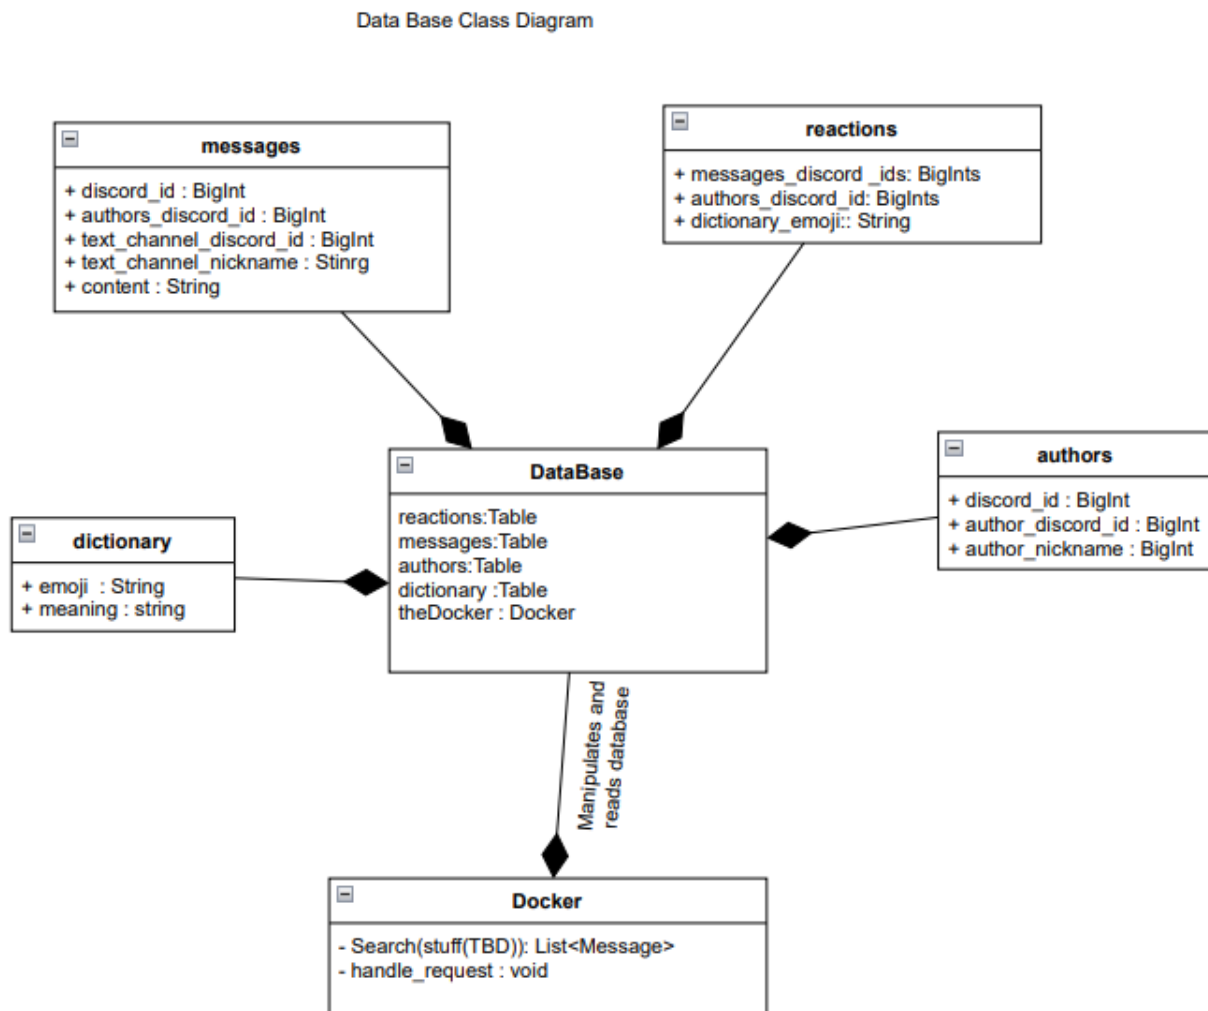 Data Base Class Diagram
messages
+ discord_id : BigInt
+ authors_discord_id : BigInt
+ text_channel_discord_id : BigInt
+ text_channel_nickname : Stinrg
+ content : String
reactions
+ messages_discord _ids: BigInts
+ authors_discord_id: BigInts
+ dictionary_emoji:: String
DataBase
reactions:Table
messages:Table
authors:Table
dictionary :Table
theDocker : Docker
authors
+ discord_id : BigInt
+ author_discord_id : BigInt
+ author_nickname : BigInt
dictionary
+ emoji : String
+ meaning : string
Manipulates and
reads database
Docker
- Search(stuff(TBD)): List<Message>
- handle_request : void